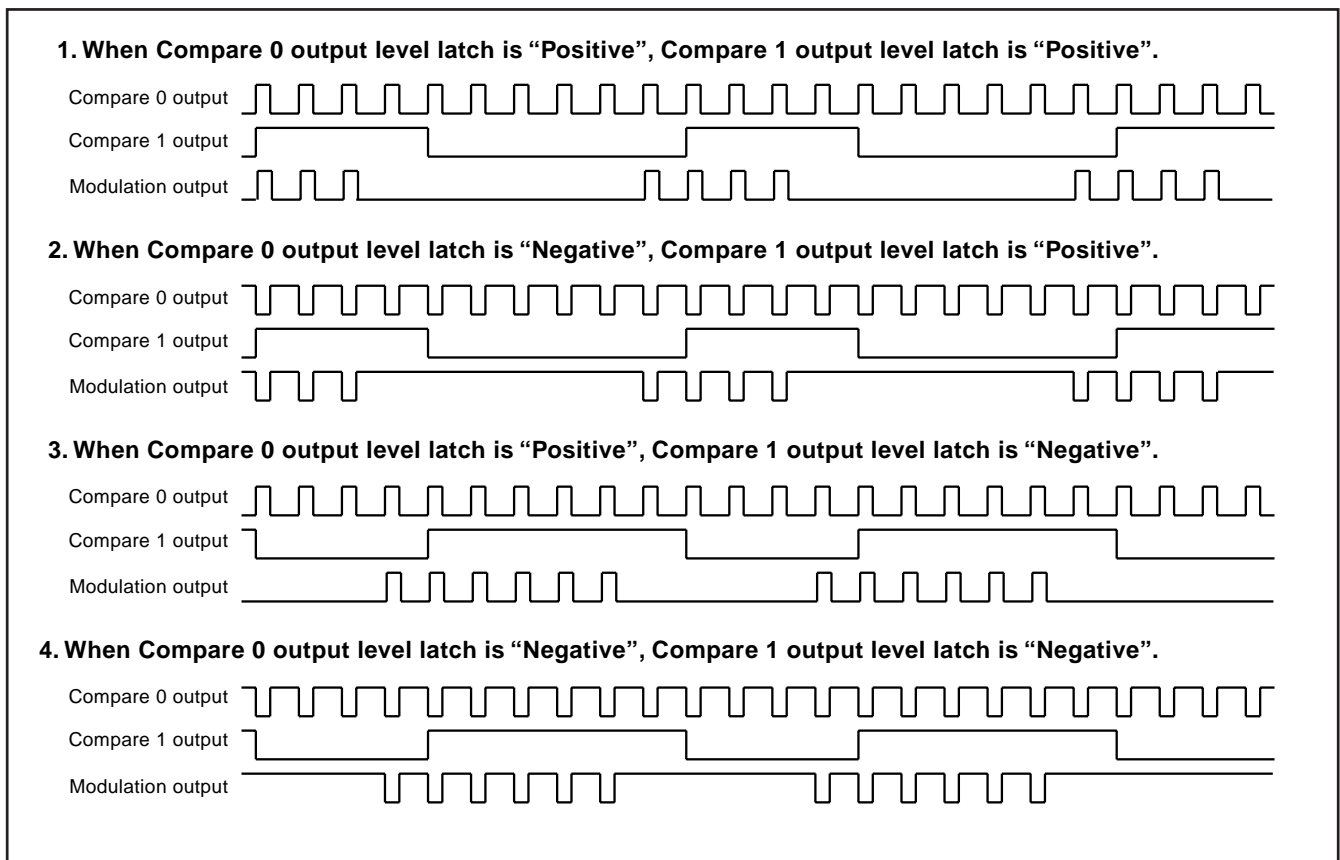 1. When Compare 0 output level latch is “Positive”, Compare 1 output level latch is “Positive”.
Compare 0 output
Compare 1 output
Modulation output
2. When Compare 0 output level latch is “Negative”, Compare 1 output level latch is “Positive”.
Compare 0 output
Compare 1 output
Modulation output
3. When Compare 0 output level latch is “Positive”, Compare 1 output level latch is “Negative”.
Compare 0 output
Compare 1 output
Modulation output
4. When Compare 0 output level latch is “Negative”, Compare 1 output level latch is “Negative”.
Compare 0 output
Compare 1 output
Modulation output